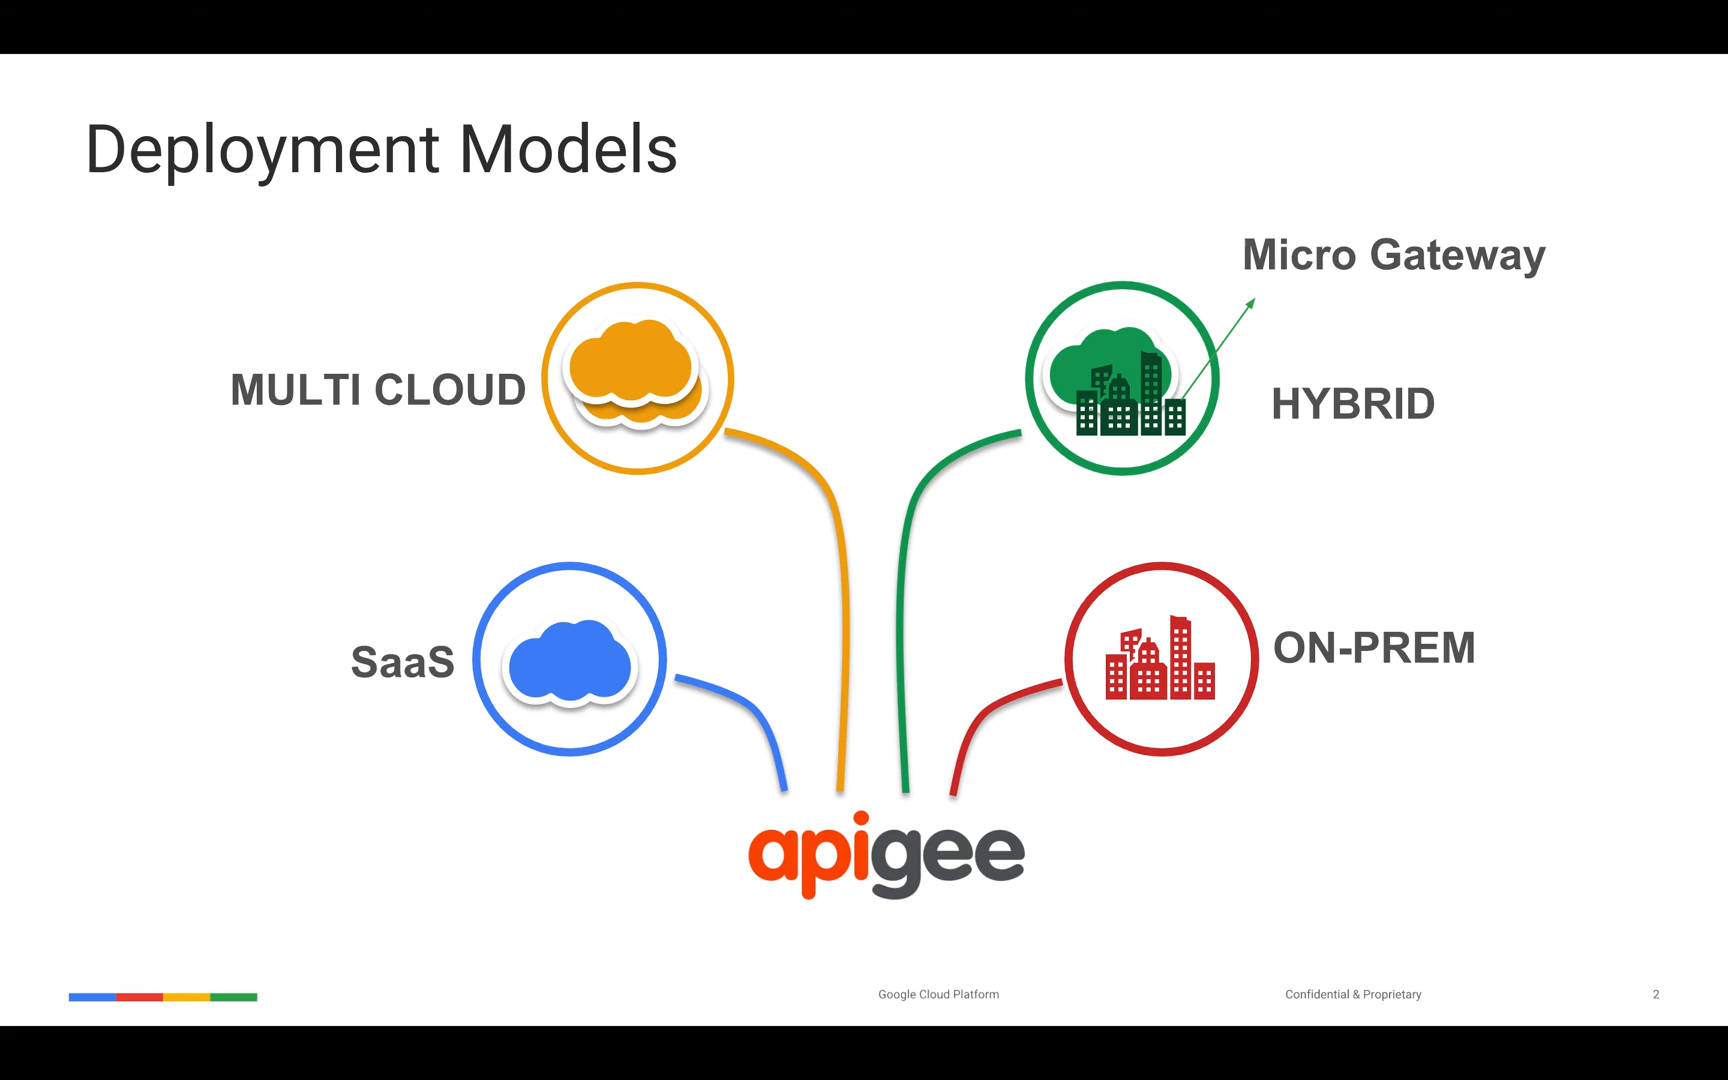 Deployment Models
Micro Gateway
MULTI CLOUD
HYBRID
SaaS
ON-PREM
apigee
Google Cloud Platform
Confidential & Proprietary
2